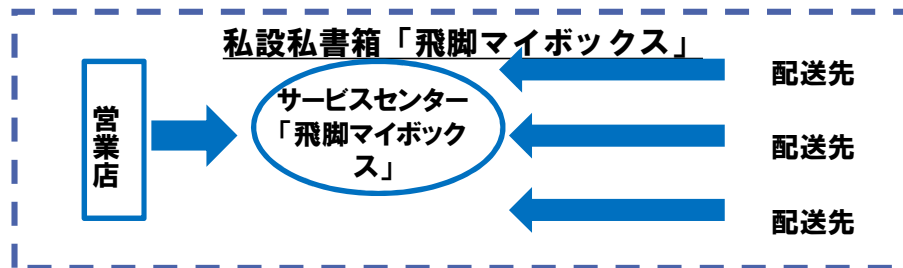 私設私書箱「飛脚マイボックス」
営業店
サービスセンター
「飛脚マイボック
ス」
配送先
配送先
配送先